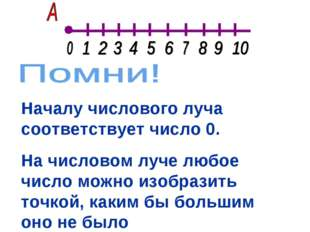 А
0 1 2 3 4 5 6 7 8 9 10
Помни!
Началу числового луча
соответствует число 0.
На числовом луче любое
число можно изобразить
точкой, каким бы большим
оно не было